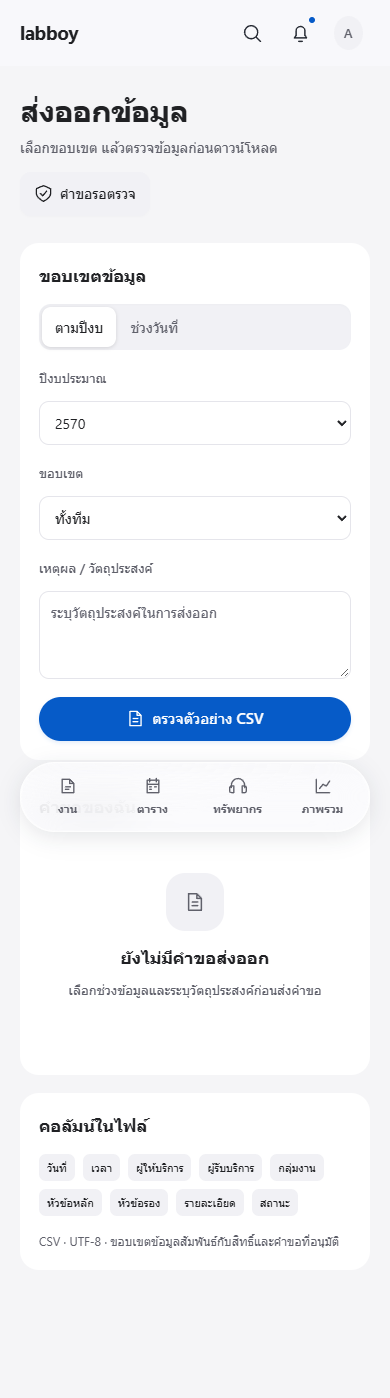 labboy
A
ส่งออกข้อมูล
เลือกขอบเขต แล้วตรวจข้อมูลก่อนดาวน์โหลด
คำขอรอตรวจ
ขอบเขตข้อมูล
ตามปีงบ ช่วงวันที่
ปีงบประมาณ
2570
ขอบเขต
ทั้งทีม
เหตุผล / วัตถุประสงค์
ระบุวัตถุประสงค์ในการส่งออก
ตรวจตัวอย่าง CSV
งาน ตาราง ทรัพยากร ภาพรวม
ยังไม่มีคำขอส่งออก
เลือกช่วงข้อมูลและระบุวัตถุประสงค์ก่อนส่งคำขอ
คอลัมน์ในไฟล์
วันที่ เวลา ผู้ให้บริการ ผู้รับบริการ กลุ่มงาน
หัวข้อหลัก หัวข้อรอง รายละเอียด สถานะ
CSV · UTF-8 · ขอบเขตข้อมูลสัมพันธ์กับสิทธิ์และคำขอที่อนุมัติ